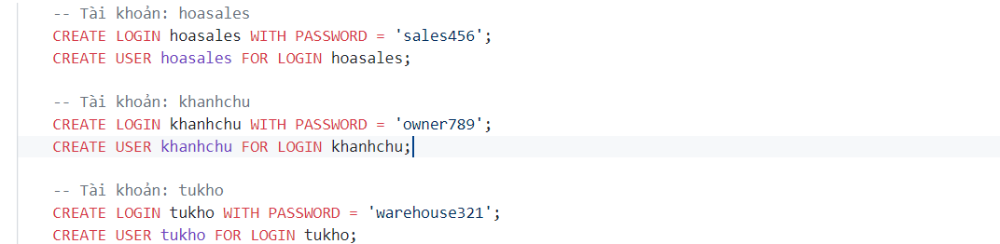 -- Tài khoản: hoasales
CREATE LOGIN hoasales WITH PASSWORD = 'sales456';
CREATE USER hoasales FOR LOGIN hoasales;
-- Tài khoản: khanhchu
CREATE LOGIN khanhchu WITH PASSWORD = 'owner789';
CREATE USER khanhchu FOR LOGIN khanhchu;
-- Tài khoản: tukho
CREATE LOGIN tukho WITH PASSWORD = 'warehouse321';
CREATE USER tukho FOR LOGIN tukho;